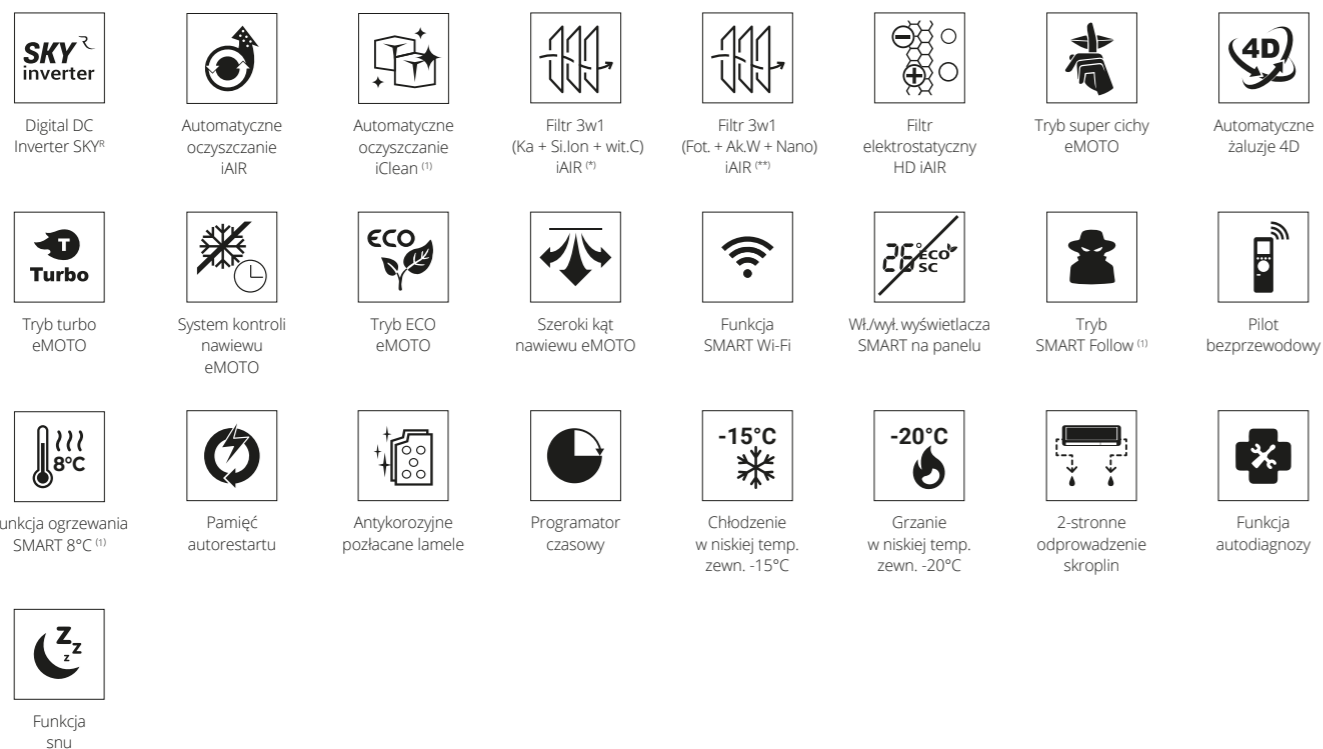 SKY R
inverter
Digital DC
Inverter SKYᴿ
Automatyczne
oczyszczanie
iAIR
Automatyczne
oczyszczanie
iClean (1)
Filtr 3w1
(Ka + Si.Ion + wit.C)
iAIR (*)
Filtr 3w1
(Fot. + Ak.W + Nano)
iAIR (**)
Filtr
elektrostatyczny
HD iAIR
Tryb super cichy
eMOTO
4D
Automatyczne
żaluzje 4D
T
Turbo
Tryb turbo
eMOTO
System kontroli
nawiewu
eMOTO
ECO
Tryb ECO
eMOTO
Szeroki kąt
nawiewu eMOTO
Funkcja
SMART Wi-Fi
26° ECO
SC
Wł./wył. wyświetlacza
SMART na panelu
Tryb
SMART Follow (1)
Pilot
bezprzewodowy
8°C
unkcja ogrzewania
SMART 8°C (1)
Pamięć
autorestartu
Antykorozyjne
pozłacane lamele
Programator
czasowy
-15°C
Chłodzenie
w niskiej temp.
zewn. -15°C
-20°C
Grzanie
w niskiej temp.
zewn. -20°C
2-stronne
odprowadzenie
skroplin
Funkcja
autodiagnozy
Z z z
Funkcja
snu